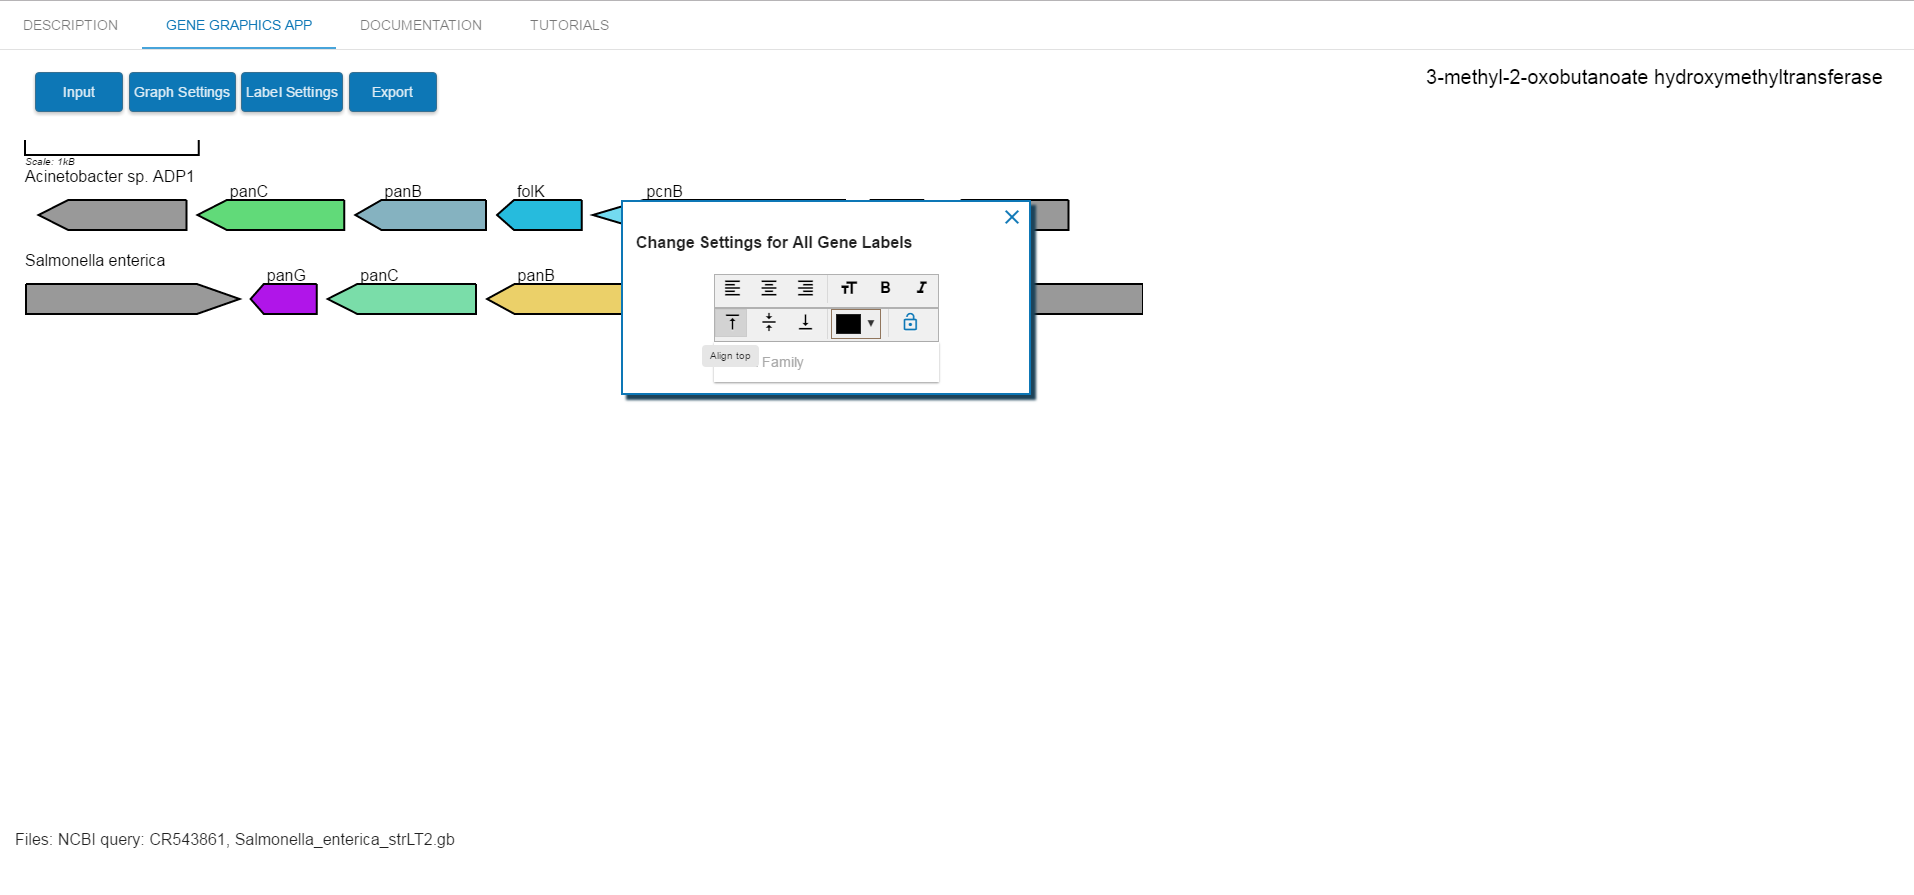 DESCRIPTION GENE GRAPHICS APP DOCUMENTATION TUTORIALS
Input Graph Settings Label Settings Export
3-methyl-2-oxobutanoate hydroxymethyltransferase
Scale: 1kB
Acinetobacter sp. ADP1
panC panB folK pcnB
Change Settings for All Gene Labels
Salmonella enterica
panG panC panB
тT B I
Align top
Family
Files: NCBI query: CR543861, Salmonella_enterica_strLT2.gb